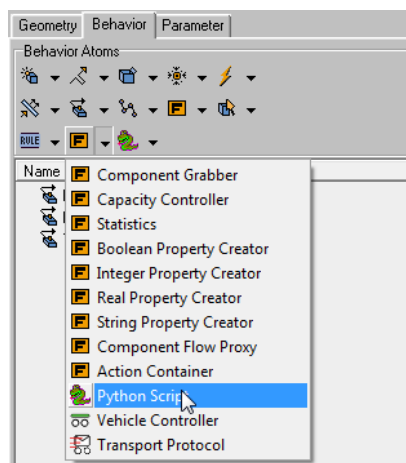 Geometry Behavior Parameter
Behavior Atoms
RULE F
Name
F Component Grabber
F Capacity Controller
F Statistics
F Boolean Property Creator
F Integer Property Creator
F Real Property Creator
F String Property Creator
F Component Flow Proxy
F Action Container
Python Script
Vehicle Controller
Transport Protocol